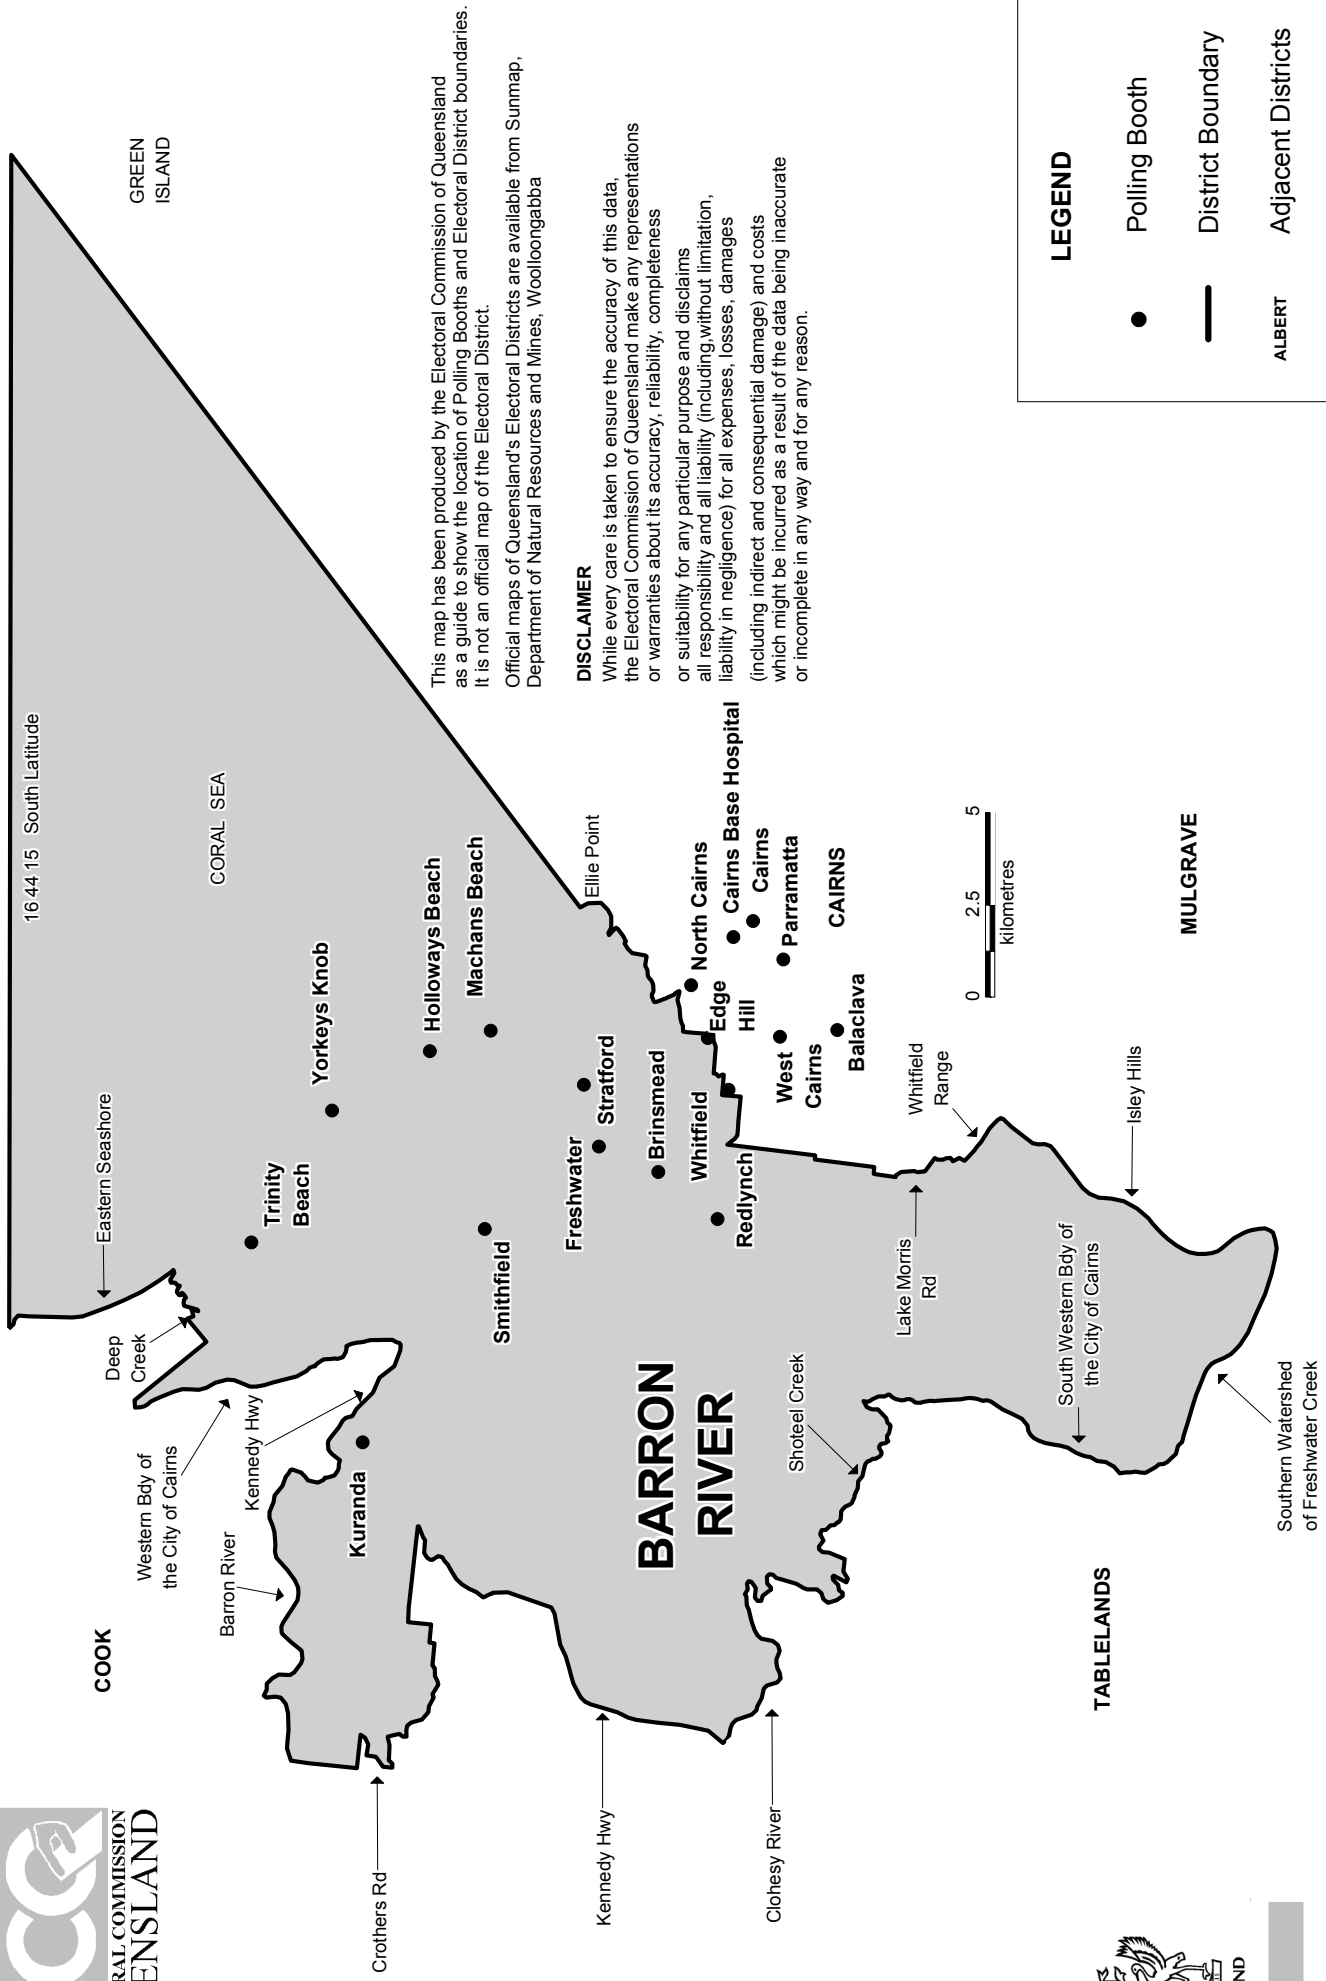 RAL COMMISSION
ENSLAND
COOK
Western Bdy of
the City of Cairns
Barron River
Kennedy Hwy
Deep
Creek
Eastern Seashore
16 44 15 South Latitude
CORAL SEA
GREEN
ISLAND
Crothers Rd
Kuranda
Trinity
Beach
Yorkeys Knob
Holloways Beach
Machans Beach
Smithfield
Freshwater
Stratford
Brinsmead
Whitfield
Redlynch
Ellie Point
North Cairns
Cairns Base Hospital
Cairns
Parramatta
Edge
Hill
West
Cairns
Balaclava
CAIRNS
BARRON
RIVER
Kennedy Hwy
Clohesy River
Shoteel Creek
Lake Morris
Rd
Whitfield
Range
Isley Hills
South Western Bdy of
the City of Cairns
Southern Watershed
of Freshwater Creek
TABLELANDS
MULGRAVE
0 2.5 5
kilometres
This map has been produced by the Electoral Commission of Queensland
as a guide to show the location of Polling Booths and Electoral District boundaries.
It is not an official map of the Electoral District.
Official maps of Queensland's Electoral Districts are available from Sunmap,
Department of Natural Resources and Mines, Woolloongabba
DISCLAIMER
While every care is taken to ensure the accuracy of this data,
the Electoral Commission of Queensland make any representations
or warranties about its accuracy, reliability, completeness
or suitability for any particular purpose and disclaims
all responsibility and all liability (including,without limitation,
liability in negligence) for all expenses, losses, damages
(including indirect and consequential damage) and costs
which might be incurred as a result of the data being inaccurate
or incomplete in any way and for any reason.
LEGEND
Polling Booth
District Boundary
ALBERT Adjacent Districts
ND